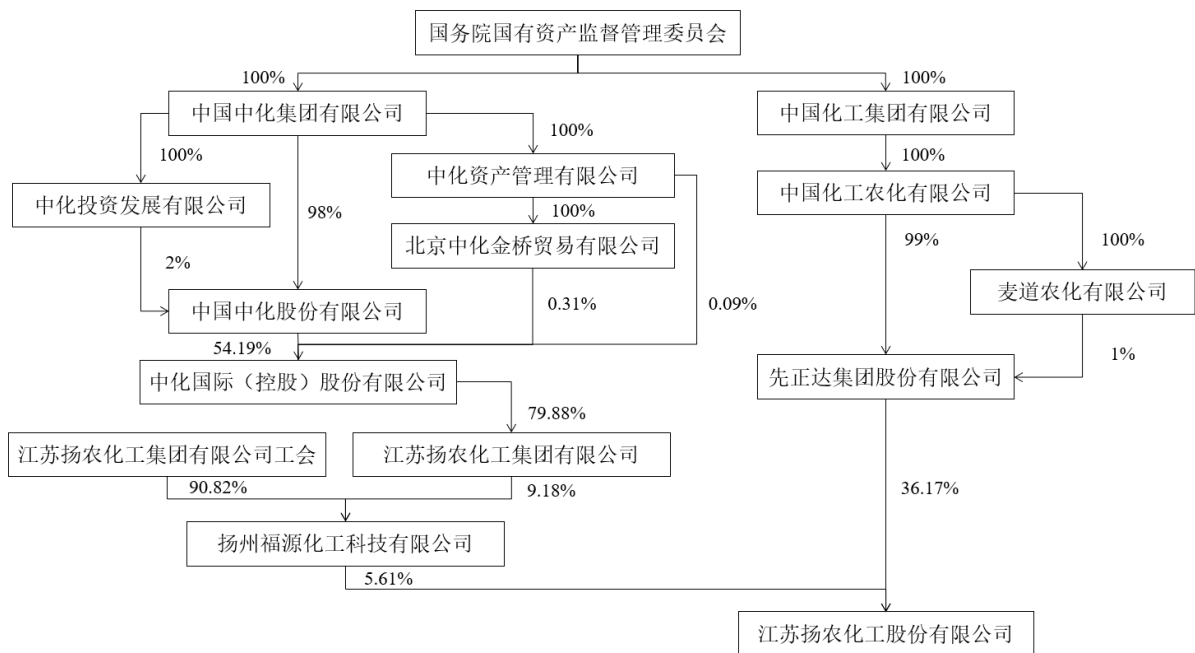 国务院国有资产监督管理委员会
100%
100%
中国中化集团有限公司
中国化工集团有限公司
100%
100%
100%
中化资产管理有限公司
中国化工农化有限公司
中化投资发展有限公司
98%
100%
99%
100%
北京中化金桥贸易有限公司
2%
麦道农化有限公司
中国中化股份有限公司
0.31%
0.09%
54.19%
1%
中化国际（控股）股份有限公司
先正达集团股份有限公司
79.88%
江苏扬农化工集团有限公司工会
江苏扬农化工集团有限公司
90.82%
9.18%
36.17%
扬州福源化工科技有限公司
5.61%
江苏扬农化工股份有限公司